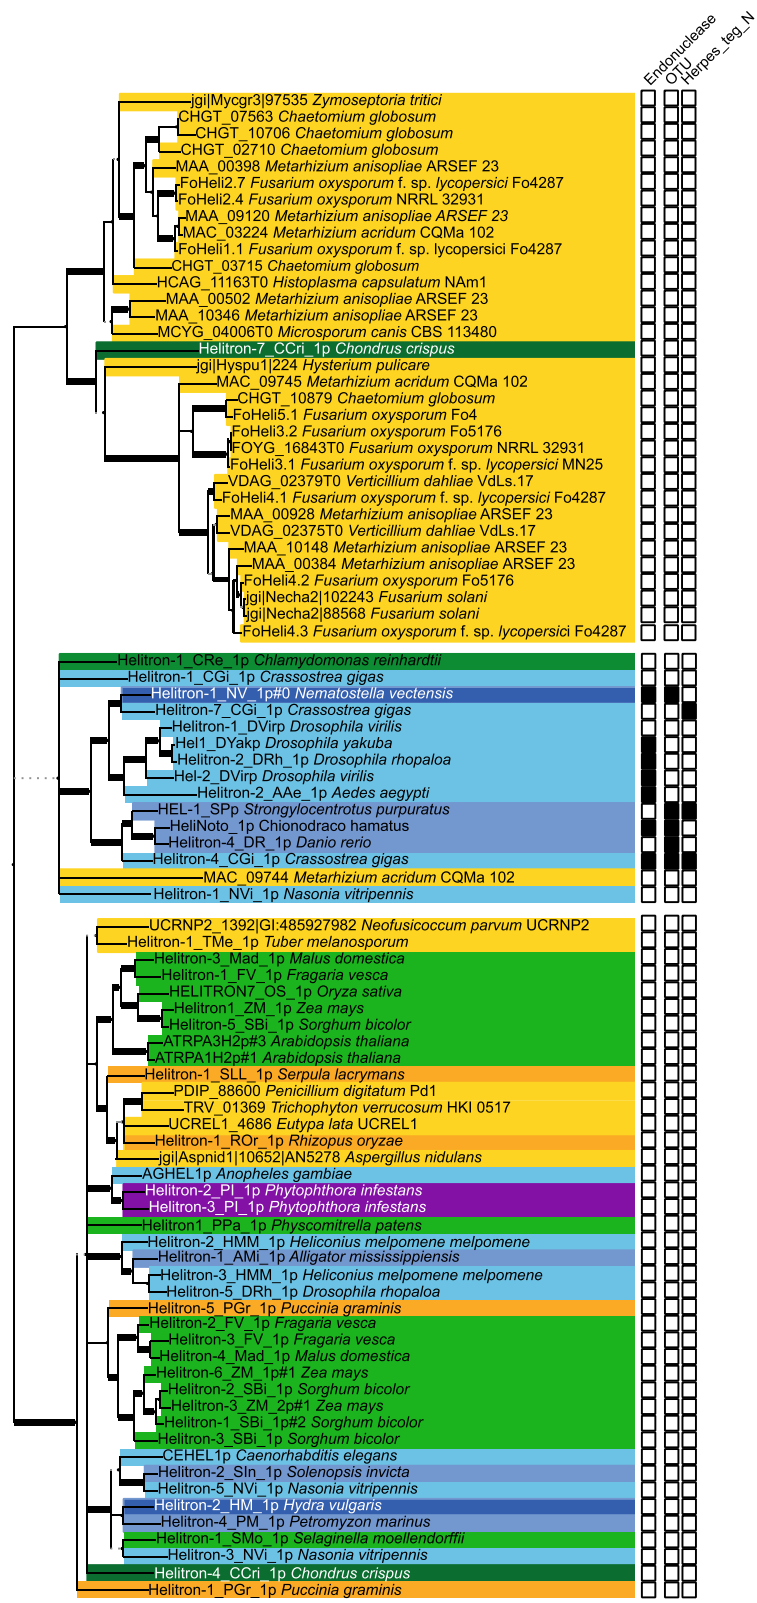 Endonuclease
OTU
Herpes_teg_N
jgi|Mycgr3|97535 Zymoseptoria tritici
CHGT_07563 Chaetomium globosum
CHGT_10706 Chaetomium globosum
CHGT_02710 Chaetomium globosum
MAA_00398 Metarhizium anisopliae ARSEF 23
FoHeli2.7 Fusarium oxysporum f. sp. lycopersici Fo4287
FoHeli2.4 Fusarium oxysporum NRRL 32931
MAA_09120 Metarhizium anisopliae ARSEF 23
MAC_03224 Metarhizium acridum CQMa 102
FoHeli1.1 Fusarium oxysporum f. sp. lycopersici Fo4287
CHGT_03715 Chaetomium globosum
HCAG_11163T0 Histoplasma capsulatum NAm1
MAA_00502 Metarhizium anisopliae ARSEF 23
MAA_10346 Metarhizium anisopliae ARSEF 23
MCYG_04006T0 Microsporum canis CBS 113480
Helitron-7_CCri_1p Chondrus crispus
jgi|Hyspu1|224 Hysterium pulicare
MAC_09745 Metarhizium acridum CQMa 102
CHGT_10879 Chaetomium globosum
FoHeli5.1 Fusarium oxysporum Fo4
FoHeli3.2 Fusarium oxysporum Fo5176
FOYG_16843T0 Fusarium oxysporum NRRL 32931
FoHeli3.1 Fusarium oxysporum f. sp. lycopersici MN25
VDAG_02379T0 Verticillium dahliae VdLs.17
FoHeli4.1 Fusarium oxysporum f. sp. lycopersici Fo4287
MAA_00928 Metarhizium anisopliae ARSEF 23
VDAG_02375T0 Verticillium dahliae VdLs.17
MAA_10148 Metarhizium anisopliae ARSEF 23
MAA_00384 Metarhizium anisopliae ARSEF 23
FoHeli4.2 Fusarium oxysporum Fo5176
jgi|Necha2|102243 Fusarium solani
jgi|Necha2|88568 Fusarium solani
FoHeli4.3 Fusarium oxysporum f. sp. lycopersici Fo4287
Helitron-1_CRe_1p Chlamydomonas reinhardtii
Helitron-1_CGi_1p Crassostrea gigas
Helitron-1_NV_1p#0 Nematostella vectensis
Helitron-7_CGi_1p Crassostrea gigas
Helitron-1_DVirp Drosophila virilis
Hel1_DYakp Drosophila yakuba
Helitron-2_DRh_1p Drosophila rhopaloa
Hel-2_DVirp Drosophila virilis
Helitron-2_AAe_1p Aedes aegypti
HEL-1_SPp Strongylocentrotus purpuratus
HeliNoto_1p Chionodraco hamatus
Helitron-4_DR_1p Danio rerio
Helitron-4_CGi_1p Crassostrea gigas
MAC_09744 Metarhizium acridum CQMa 102
Helitron-1_NVi_1p Nasonia vitripennis
UCRNP2_1392|GI:485927982 Neofusicoccum parvum UCRNP2
Helitron-1_TMe_1p Tuber melanosporum
Helitron-3_Mad_1p Malus domestica
Helitron-1_FV_1p Fragaria vesca
HELITRON7_OS_1p Oryza sativa
Helitron1_ZM_1p Zea mays
Helitron-5_SBi_1p Sorghum bicolor
ATRPA3H2p#3 Arabidopsis thaliana
ATRPA1H2p#1 Arabidopsis thaliana
Helitron-1_SLL_1p Serpula lacrymans
PDIP_88600 Penicillium digitatum Pd1
TRV_01369 Trichophyton verrucosum HKI 0517
UCREL1_4686 Eutypa lata UCREL1
Helitron-1_ROr_1p Rhizopus oryzae
jgi|Aspnid1|10652|AN5278 Aspergillus nidulans
AGHEL1p Anopheles gambiae
Helitron-2_PI_1p Phytophthora infestans
Helitron-3_PI_1p Phytophthora infestans
Helitron1_PPa_1p Physcomitrella patens
Helitron-2_HMM_1p Heliconius melpomene melpomene
Helitron-1_AMi_1p Alligator mississippiensis
Helitron-3_HMM_1p Heliconius melpomene melpomene
Helitron-5_DRh_1p Drosophila rhopaloa
Helitron-5_PGr_1p Puccinia graminis
Helitron-2_FV_1p Fragaria vesca
Helitron-3_FV_1p Fragaria vesca
Helitron-4_Mad_1p Malus domestica
Helitron-6_ZM_1p#1 Zea mays
Helitron-2_SBi_1p Sorghum bicolor
Helitron-3_ZM_2p#1 Zea mays
Helitron-1_SBi_1p#2 Sorghum bicolor
Helitron-3_SBi_1p Sorghum bicolor
CEHEL1p Caenorhabditis elegans
Helitron-2_SIn_1p Solenopsis invicta
Helitron-5_NVi_1p Nasonia vitripennis
Helitron-2_HM_1p Hydra vulgaris
Helitron-4_PM_1p Petromyzon marinus
Helitron-1_SMo_1p Selaginella moellendorffii
Helitron-3_NVi_1p Nasonia vitripennis
Helitron-4_CCri_1p Chondrus crispus
Helitron-1_PGr_1p Puccinia graminis